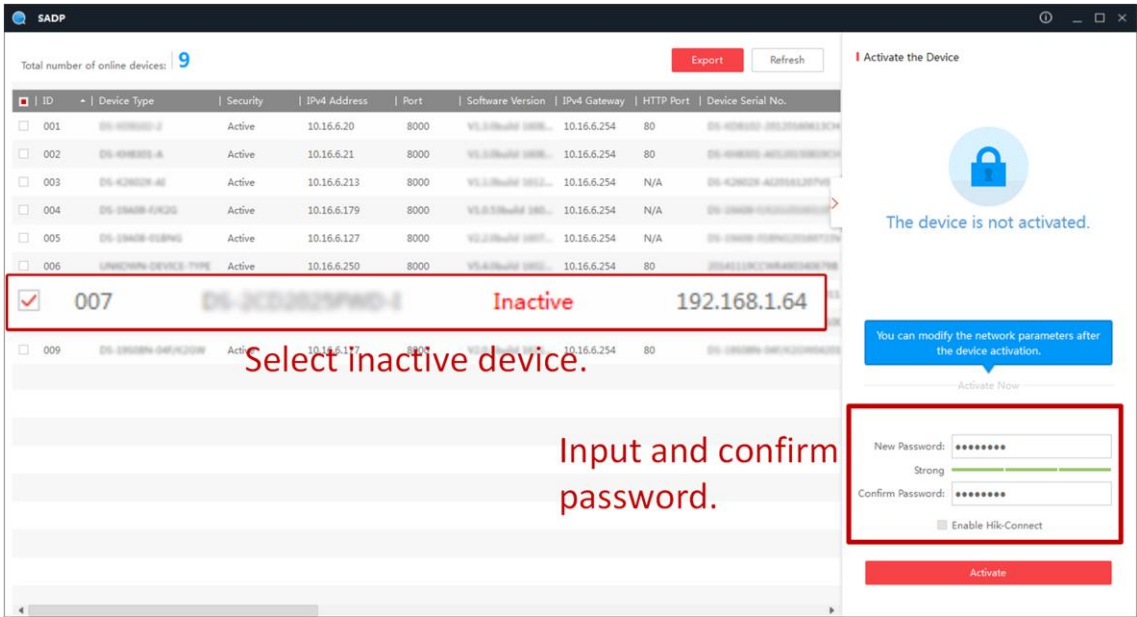 SADP
Total number of online devices: 9
Export
Refresh
ID Device Type Security IPv4 Address Port Software Version IPv4 Gateway HTTP Port Device Serial No.
001 Active 10.16.6.20 8000 10.16.6.254 80
002 Active 10.16.6.21 8000 10.16.6.254 80
003 Active 10.16.6.213 8000 10.16.6.254 N/A
004 Active 10.16.6.179 8000 10.16.6.254 N/A
005 Active 10.16.6.127 8000 10.16.6.254 N/A
006 Active 10.16.6.250 8000 10.16.6.254 80
007 Inactive 192.168.1.64
009 Active 10.16.6.254 80
Select inactive device.
Input and confirm
password.
Activate the Device
The device is not activated.
You can modify the network parameters after
the device activation.
Activate Now
New Password: ••••••••
Strong
Confirm Password: ••••••••
Enable Hik-Connect
Activate